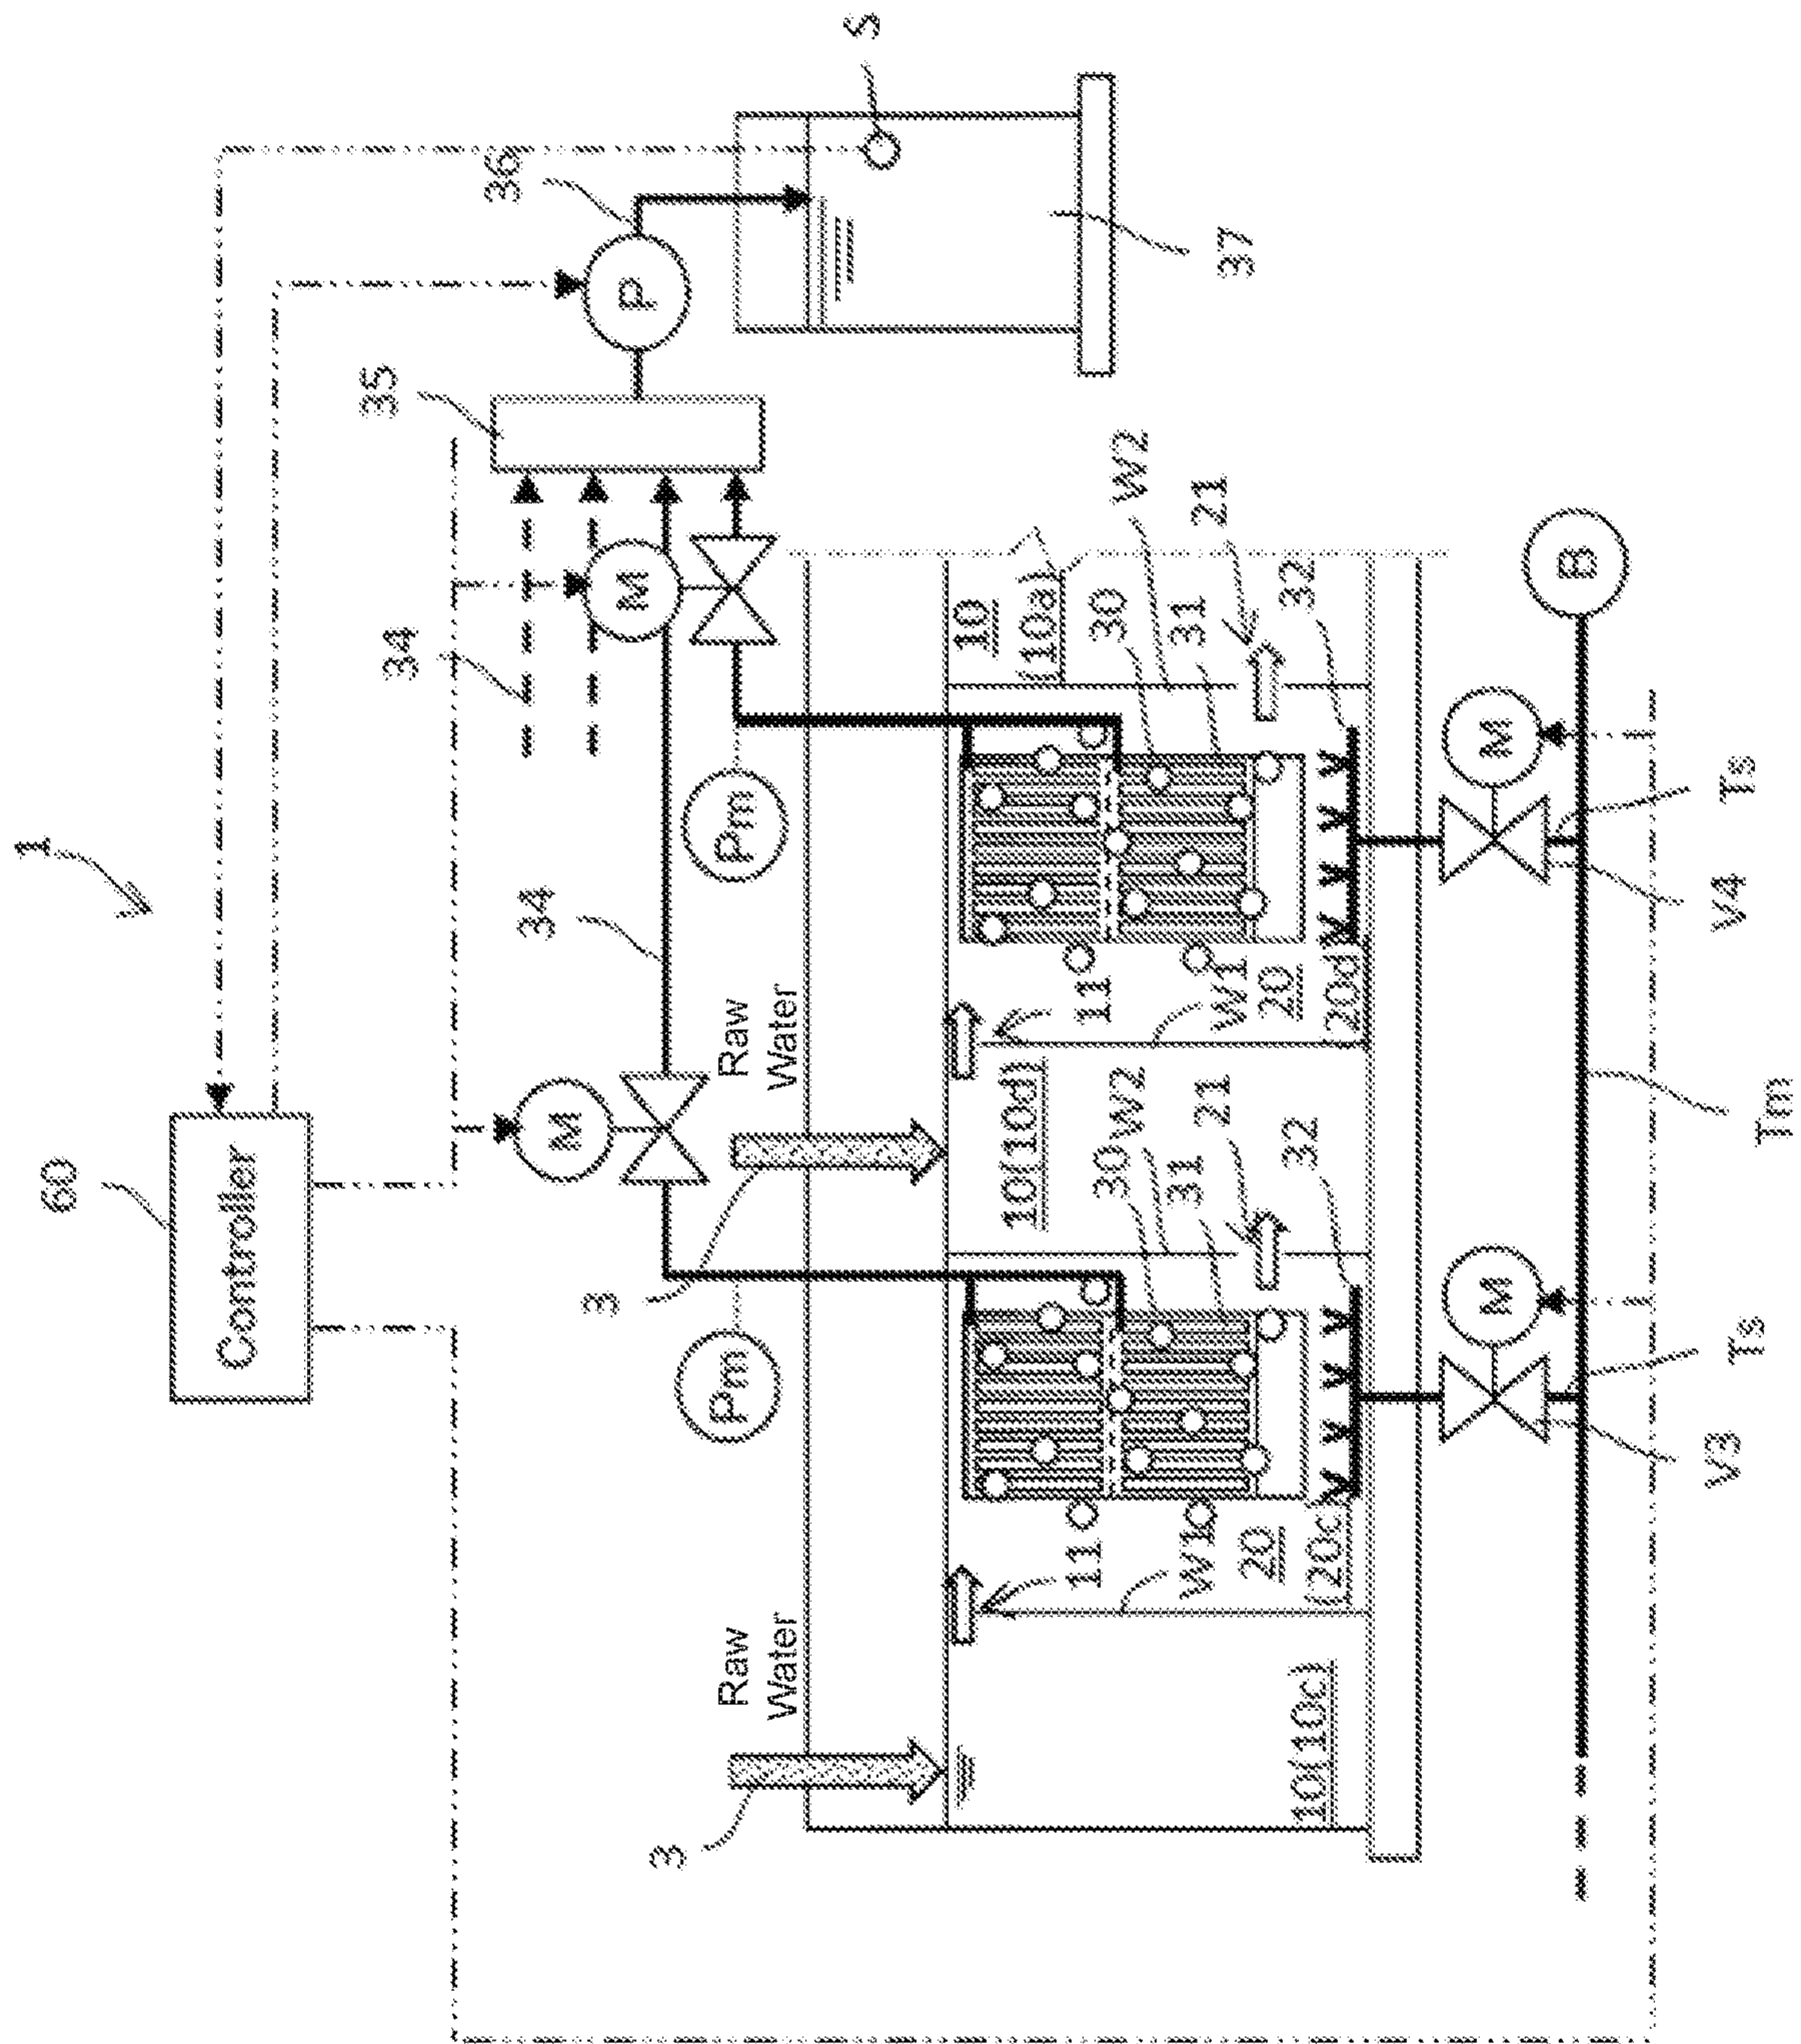 1
60
Controller
S
36
P
35
37
34
M
34
M
Raw
Water
Raw
Water
3
3
Pm
Pm
10
(10a)
W2
21
30
31
32
11
W1
20
(20d)
10(10d)
W2
30
31
21
32
11
W1
20
(20c)
10(10c)
B
M
M
Ts
V4
Tm
Ts
V3